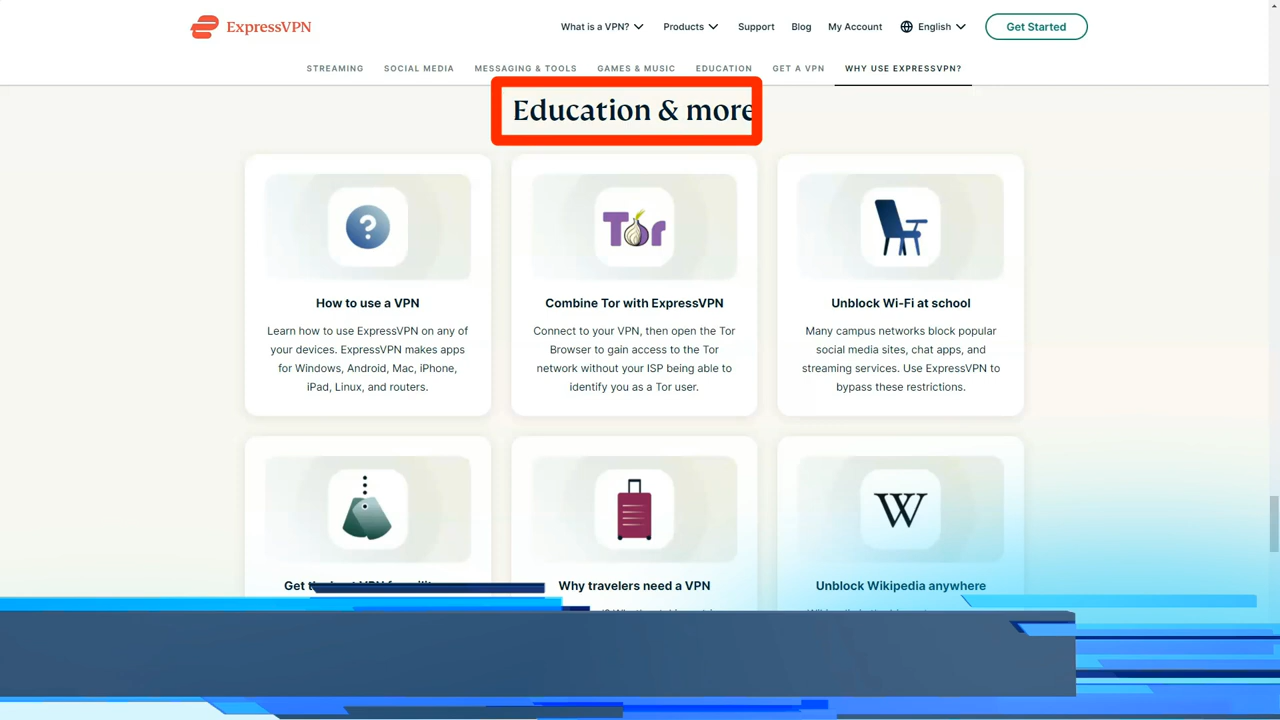 ExpressVPN
What is a VPN?
Products
Support
Blog
My Account
English
Get Started
STREAMING
SOCIAL MEDIA
MESSAGING & TOOLS
GAMES & MUSIC
EDUCATION
GET A VPN
WHY USE EXPRESSVPN?
Education & more
?
How to use a VPN
Learn how to use ExpressVPN on any of
your devices. ExpressVPN makes apps
for Windows, Android, Mac, iPhone,
iPad, Linux, and routers.
Tor
Combine Tor with ExpressVPN
Connect to your VPN, then open the Tor
Browser to gain access to the Tor
network without your ISP being able to
identify you as a Tor user.
Unblock Wi-Fi at school
Many campus networks block popular
social media sites, chat apps, and
streaming services. Use ExpressVPN to
bypass these restrictions.
Get
Why travelers need a VPN
W
Unblock Wikipedia anywhere